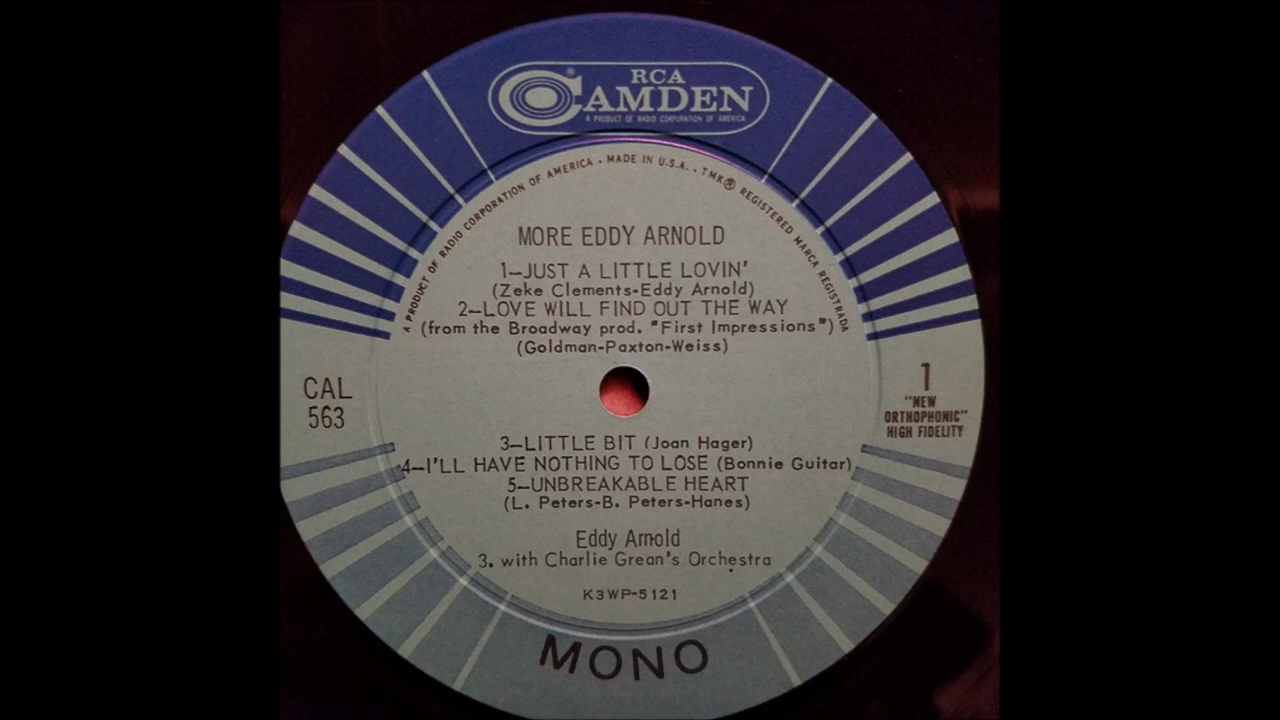 RCA
CAMDEN®
A PRODUCT OF RADIO CORPORATION OF AMERICA
A PRODUCT OF RADIO CORPORATION OF AMERICA • MADE IN U.S.A. • TMK® REGISTERED MARCA REGISTRADA
MORE EDDY ARNOLD
1–JUST A LITTLE LOVIN'
(Zeke Clements-Eddy Arnold)
2–LOVE WILL FIND OUT THE WAY
(from the Broadway prod. "First Impressions")
(Goldman-Paxton-Weiss)
CAL
563
1
"NEW
ORTHOPHONIC"
HIGH FIDELITY
3–LITTLE BIT (Joan Hager)
4–I'LL HAVE NOTHING TO LOSE (Bonnie Guitar)
5–UNBREAKABLE HEART
(L. Peters-B. Peters-Hanes)
Eddy Arnold
3. with Charlie Grean's Orchestra
K3WP-5121
MONO